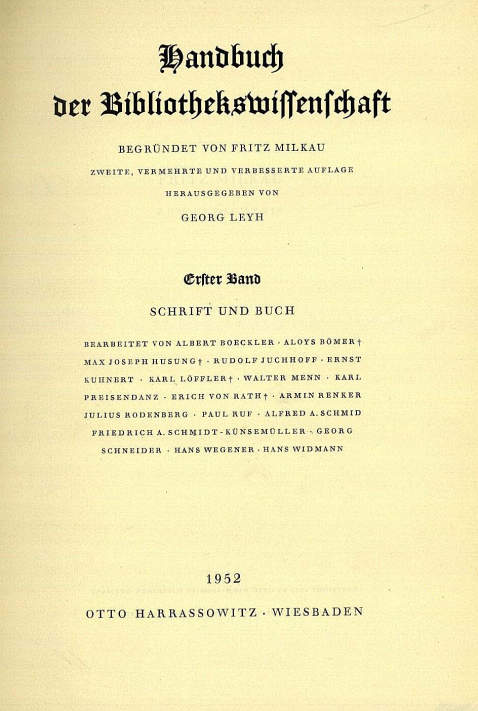 Handbuch
der Bibliothekswiſſenſchaft
BEGRÜNDET VON FRITZ MILKAU
ZWEITE, VERMEHRTE UND VERBESSERTE AUFLAGE
HERAUSGEGEBEN VON
GEORG LEYH
Erſter Band
SCHRIFT UND BUCH
BEARBEITET VON ALBERT BOECKLER · ALOYS BÖMER†
MAX JOSEPH HUSUNG† · RUDOLF JUCHHOFF · ERNST
KUHNERT · KARL LÖFFLER† · WALTER MENN · KARL
PREISENDANZ · ERICH VON RATH† · ARMIN RENKER
JULIUS RODENBERG · PAUL RUF · ALFRED A. SCHMID
FRIEDRICH A. SCHMIDT-KÜNSEMÜLLER · GEORG
SCHNEIDER · HANS WEGENER · HANS WIDMANN
1952
OTTO HARRASSOWITZ · WIESBADEN